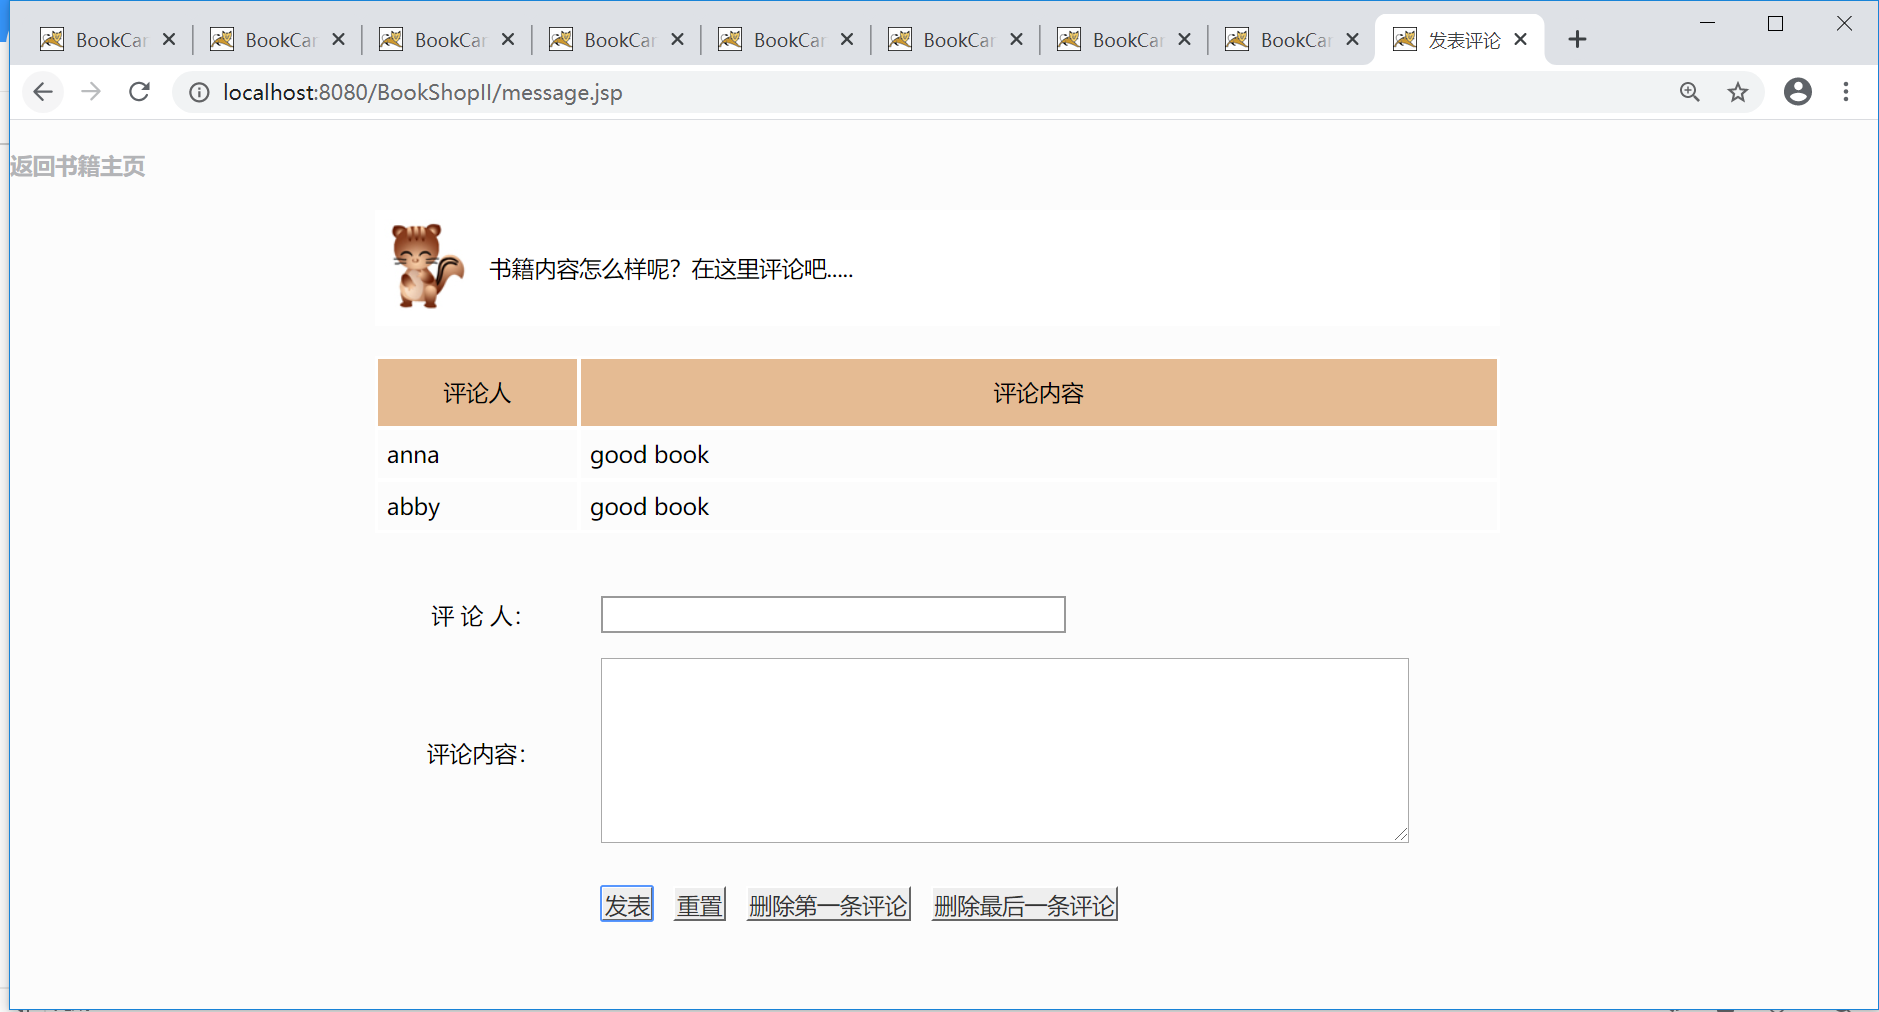 BookCar BookCar BookCar BookCar BookCar BookCar BookCar BookCar 发表评论
localhost:8080/BookShopII/message.jsp
返回书籍主页
书籍内容怎么样呢？在这里评论吧.....
评论人 评论内容
anna good book
abby good book
评 论 人：
评论内容：
发表 重置 删除第一条评论 删除最后一条评论